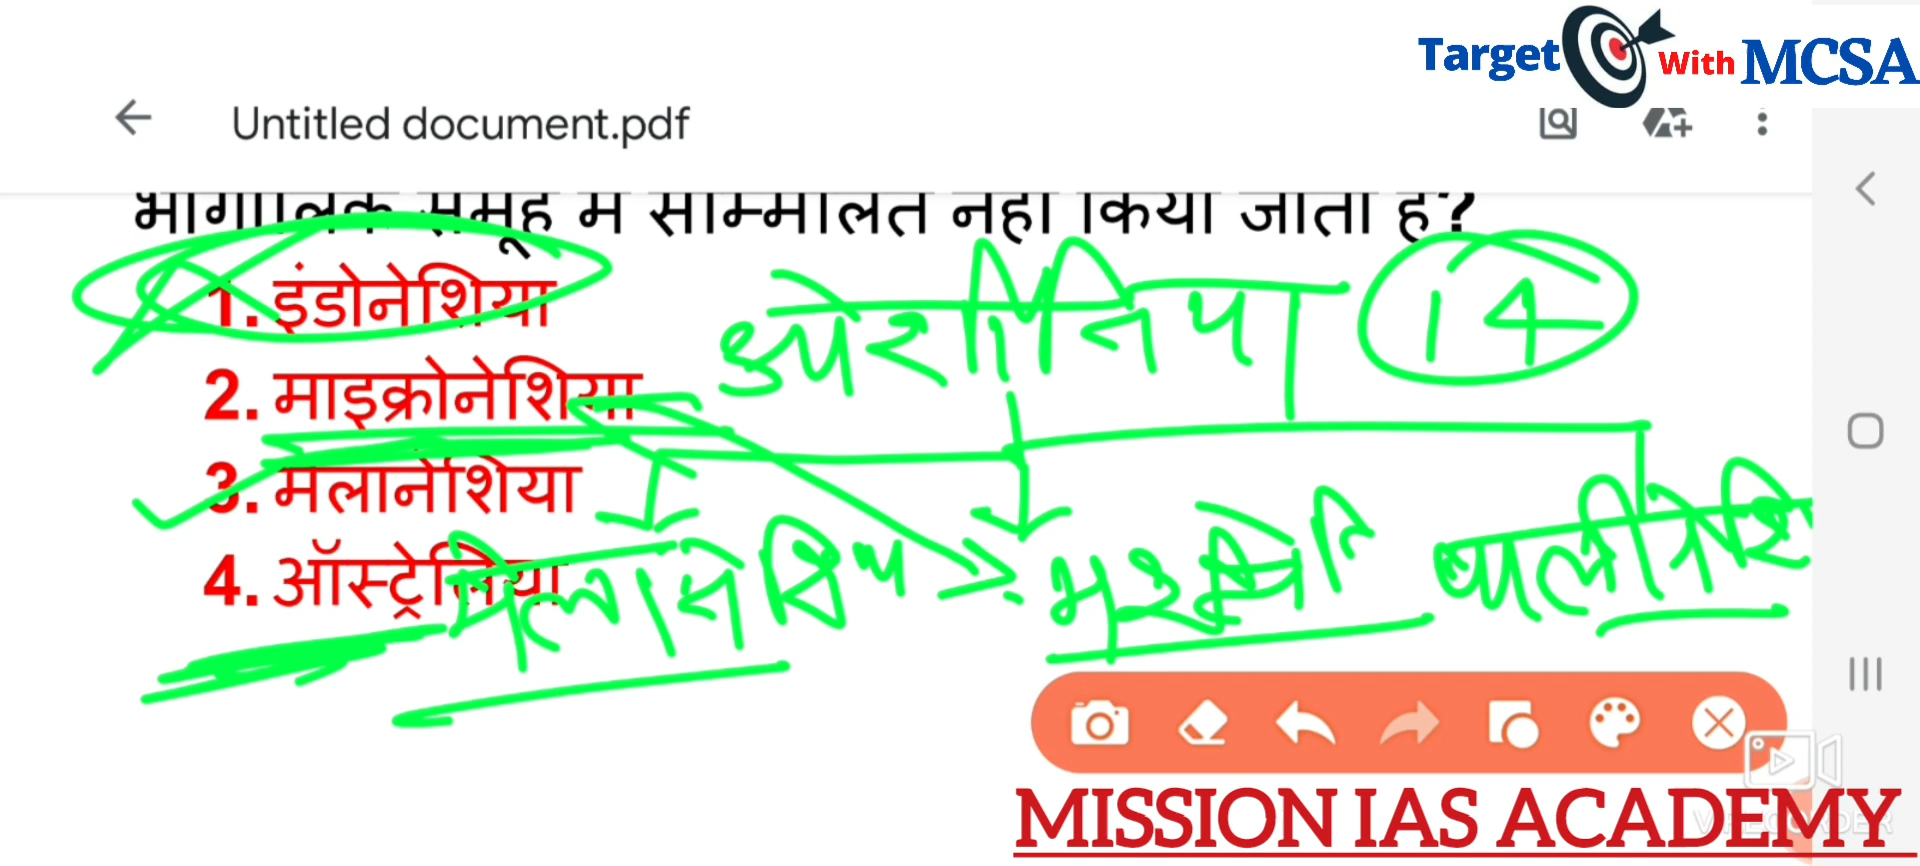 Target With MCSA
Untitled document.pdf
भौगोलिक समूह में सम्मिलित नहीं किया जाता है?
1. इंडोनेशिया
ओशीनिया 14
2. माइक्रोनेशिया
3. मलानेशिया
4. ऑस्ट्रेलिया
मेलानेशिय
MISSION IAS ACADEMY